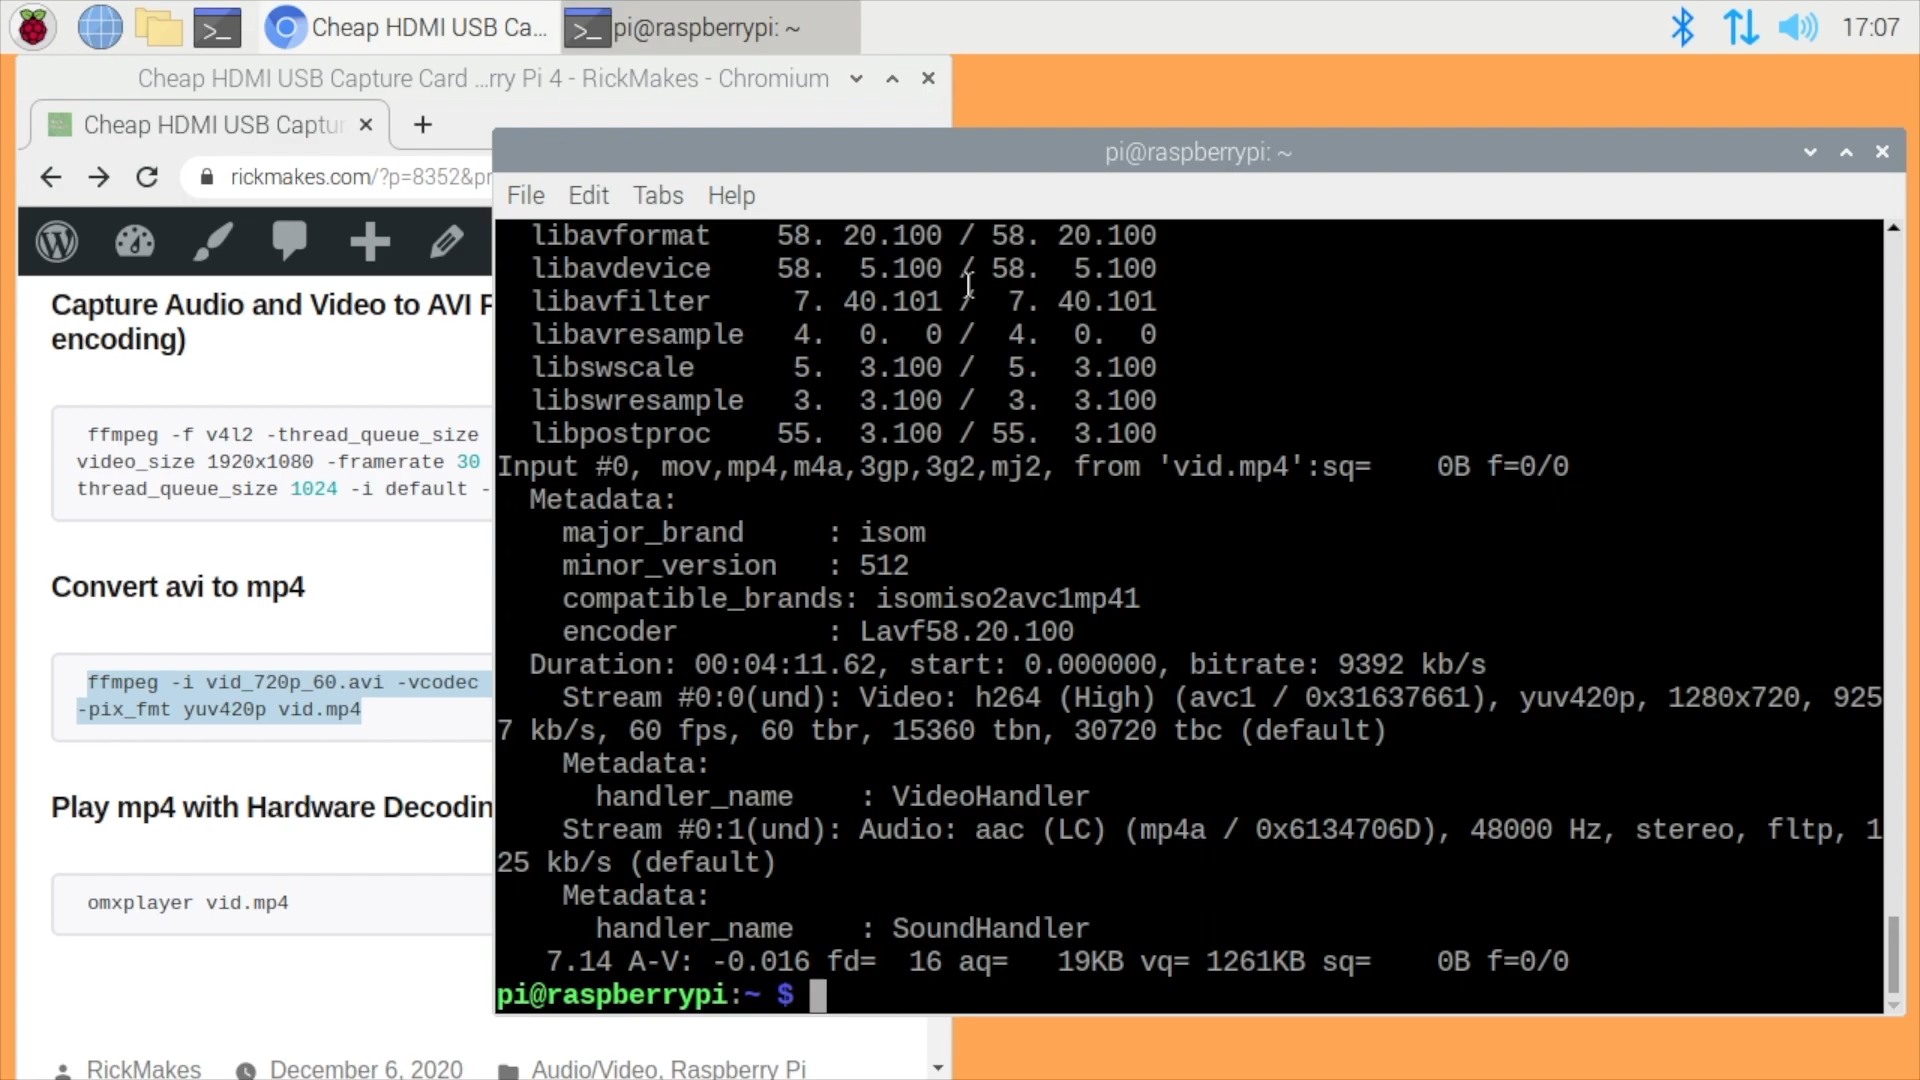 Cheap HDMI USB Ca...
pi@raspberrypi: ~
17:07
Cheap HDMI USB Capture Card ...rry Pi 4 - RickMakes - Chromium
Cheap HDMI USB Captur
rickmakes.com/?p=8352&pr
Capture Audio and Video to AVI F
encoding)
ffmpeg -f v4l2 -thread_queue_size
video_size 1920x1080 -framerate 30
thread_queue_size 1024 -i default -
Convert avi to mp4
ffmpeg -i vid_720p_60.avi -vcodec
-pix_fmt yuv420p vid.mp4
Play mp4 with Hardware Decodin
omxplayer vid.mp4
RickMakes December 6, 2020 Audio/Video, Raspberry Pi
pi@raspberrypi: ~
File Edit Tabs Help
libavformat 58. 20.100 / 58. 20.100
libavdevice 58. 5.100 / 58. 5.100
libavfilter 7. 40.101 / 7. 40.101
libavresample 4. 0. 0 / 4. 0. 0
libswscale 5. 3.100 / 5. 3.100
libswresample 3. 3.100 / 3. 3.100
libpostproc 55. 3.100 / 55. 3.100
Input #0, mov,mp4,m4a,3gp,3g2,mj2, from 'vid.mp4':sq= 0B f=0/0
Metadata:
major_brand : isom
minor_version : 512
compatible_brands: isomiso2avc1mp41
encoder : Lavf58.20.100
Duration: 00:04:11.62, start: 0.000000, bitrate: 9392 kb/s
Stream #0:0(und): Video: h264 (High) (avc1 / 0x31637661), yuv420p, 1280x720, 925
7 kb/s, 60 fps, 60 tbr, 15360 tbn, 30720 tbc (default)
Metadata:
handler_name : VideoHandler
Stream #0:1(und): Audio: aac (LC) (mp4a / 0x6134706D), 48000 Hz, stereo, fltp, 1
25 kb/s (default)
Metadata:
handler_name : SoundHandler
7.14 A-V: -0.016 fd= 16 aq= 19KB vq= 1261KB sq= 0B f=0/0
pi@raspberrypi:~ $